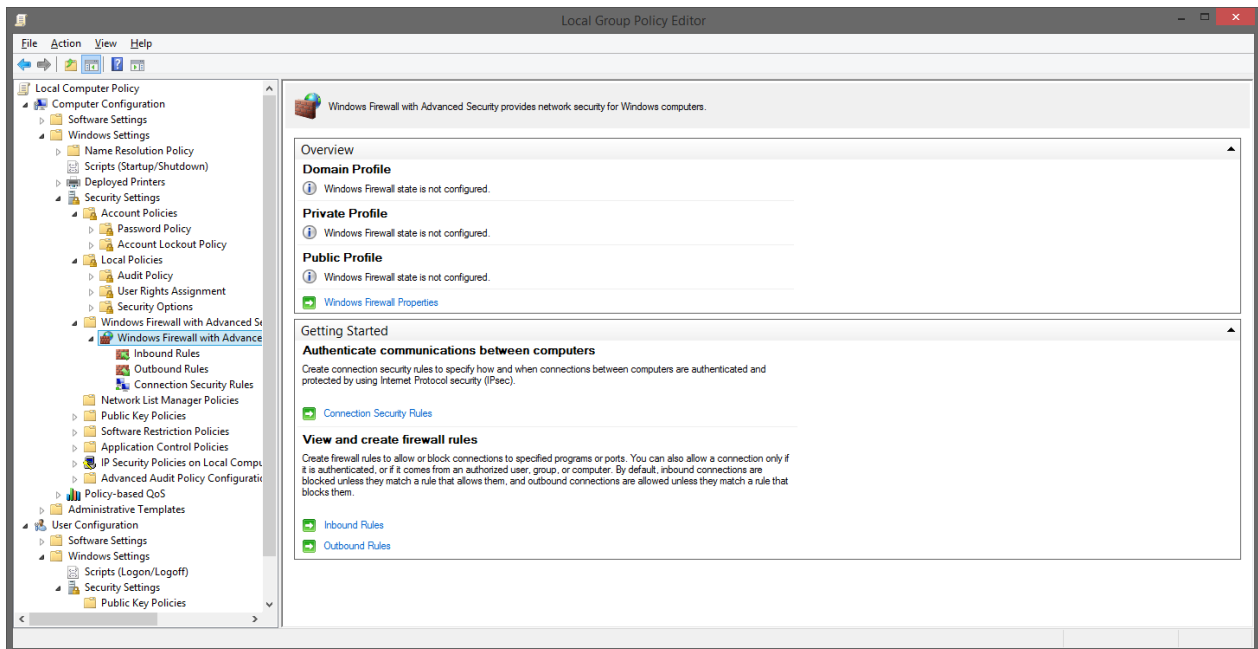 Local Group Policy Editor
File Action View Help
Local Computer Policy
Computer Configuration
Software Settings
Windows Settings
Name Resolution Policy
Scripts (Startup/Shutdown)
Deployed Printers
Security Settings
Account Policies
Password Policy
Account Lockout Policy
Local Policies
Audit Policy
User Rights Assignment
Security Options
Windows Firewall with Advanced Se
Windows Firewall with Advance
Inbound Rules
Outbound Rules
Connection Security Rules
Network List Manager Policies
Public Key Policies
Software Restriction Policies
Application Control Policies
IP Security Policies on Local Compu
Advanced Audit Policy Configuratio
Policy-based QoS
Administrative Templates
User Configuration
Software Settings
Windows Settings
Scripts (Logon/Logoff)
Security Settings
Public Key Policies
Windows Firewall with Advanced Security provides network security for Windows computers.
Overview
Domain Profile
Windows Firewall state is not configured.
Private Profile
Windows Firewall state is not configured.
Public Profile
Windows Firewall state is not configured.
Windows Firewall Properties
Getting Started
Authenticate communications between computers
Create connection security rules to specify how and when connections between computers are authenticated and
protected by using Internet Protocol security (IPsec).
Connection Security Rules
View and create firewall rules
Create firewall rules to allow or block connections to specified programs or ports. You can also allow a connection only if
it is authenticated, or if it comes from an authorized user, group, or computer. By default, inbound connections are
blocked unless they match a rule that allows them, and outbound connections are allowed unless they match a rule that
blocks them.
Inbound Rules
Outbound Rules